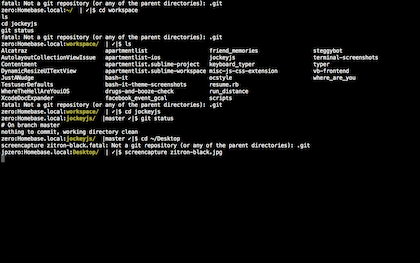 fatal: Not a git repository (or any of the parent directories): .git
zero:Homebase.local:~/ | ✓$ cd workspace
ls
cd jockeyjs
git status
fatal: Not a git repository (or any of the parent directories): .git
zero:Homebase.local:workspace/ | ✓$ ls
Alcatraz apartmentlist friend_memories steggybot
AutolayoutCollectionViewIssue apartmentlist-ios jockeyjs terminal-screenshots
Contentment apartmentlist.sublime-project keyboard_typer typer
DynamicResizeUITextView apartmentlist.sublime-workspace misc-js-css-extension vb-frontend
JustANudge bash-it ocstyle where_are_you
TestuserDefaults bash-it-theme-screenshots resume.rb
WhereTheHellAreYouiOS drugs-and-booze-check run_distance
XcodeDocExpander facebook_event_gcal scripts
fatal: Not a git repository (or any of the parent directories): .git
zero:Homebase.local:workspace/ | ✓$ cd jockeyjs
zero:Homebase.local:jockeyjs/ |master ✓$ git status
# On branch master
nothing to commit, working directory clean
zero:Homebase.local:jockeyjs/ |master ✓$ cd ~/Desktop
screencapture zitron-black.fatal: Not a git repository (or any of the parent directories): .git
jpzero:Homebase.local:Desktop/ | ✓$ screencapture zitron-black.jpg